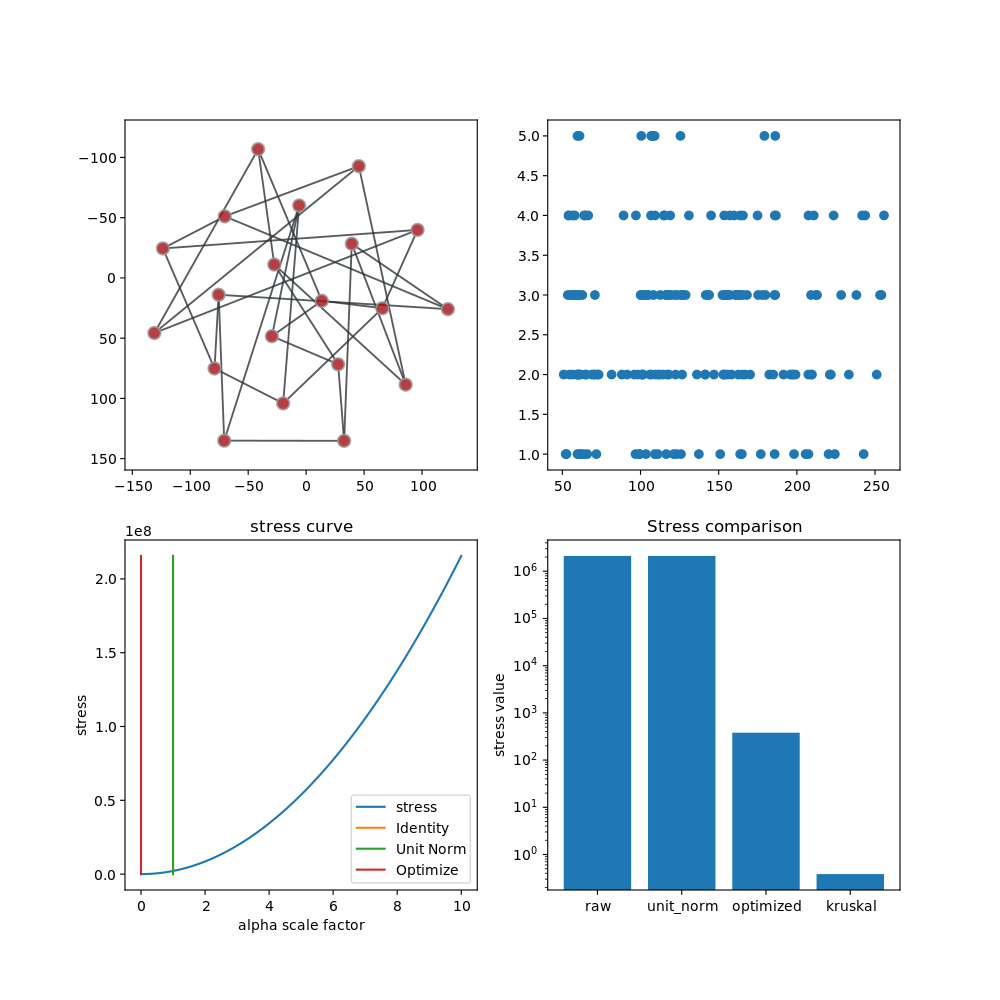 −100
−50
0
50
100
150
−150 −100 −50 0 50 100
5.0
4.5
4.0
3.5
3.0
2.5
2.0
1.5
1.0
50 100 150 200 250
stress curve
1e8
2.0
1.5
1.0
0.5
0.0
stress
0 2 4 6 8 10
alpha scale factor
stress
Identity
Unit Norm
Optimize
Stress comparison
10⁶
10⁵
10⁴
10³
10²
10¹
10⁰
stress value
raw unit_norm optimized kruskal